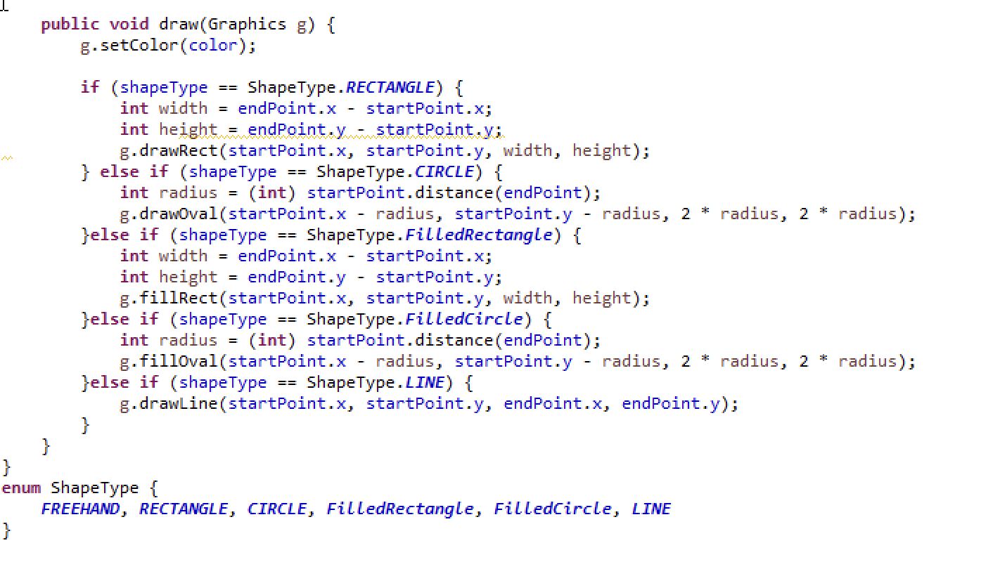 public void draw(Graphics g) {
g.setColor(color);
if (shapeType == ShapeType.RECTANGLE) {
int width = endPoint.x - startPoint.x;
int height = endPoint.y - startPoint.y;
g.drawRect(startPoint.x, startPoint.y, width, height);
} else if (shapeType == ShapeType.CIRCLE) {
int radius = (int) startPoint.distance(endPoint);
g.drawOval(startPoint.x - radius, startPoint.y - radius, 2 * radius, 2 * radius);
}else if (shapeType == ShapeType.FilledRectangle) {
int width = endPoint.x - startPoint.x;
int height = endPoint.y - startPoint.y;
g.fillRect(startPoint.x, startPoint.y, width, height);
}else if (shapeType == ShapeType.FilledCircle) {
int radius = (int) startPoint.distance(endPoint);
g.fillOval(startPoint.x - radius, startPoint.y - radius, 2 * radius, 2 * radius);
}else if (shapeType == ShapeType.LINE) {
g.drawLine(startPoint.x, startPoint.y, endPoint.x, endPoint.y);
}
}
}
enum ShapeType {
FREEHAND, RECTANGLE, CIRCLE, FilledRectangle, FilledCircle, LINE
}